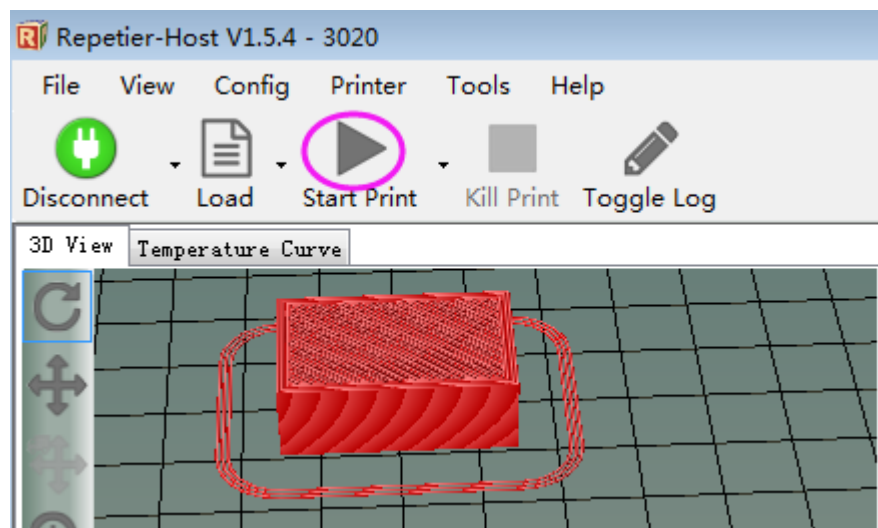 Repetier-Host V1.5.4 - 3020
File View Config Printer Tools Help
Disconnect Load Start Print Kill Print Toggle Log
3D View Temperature Curve